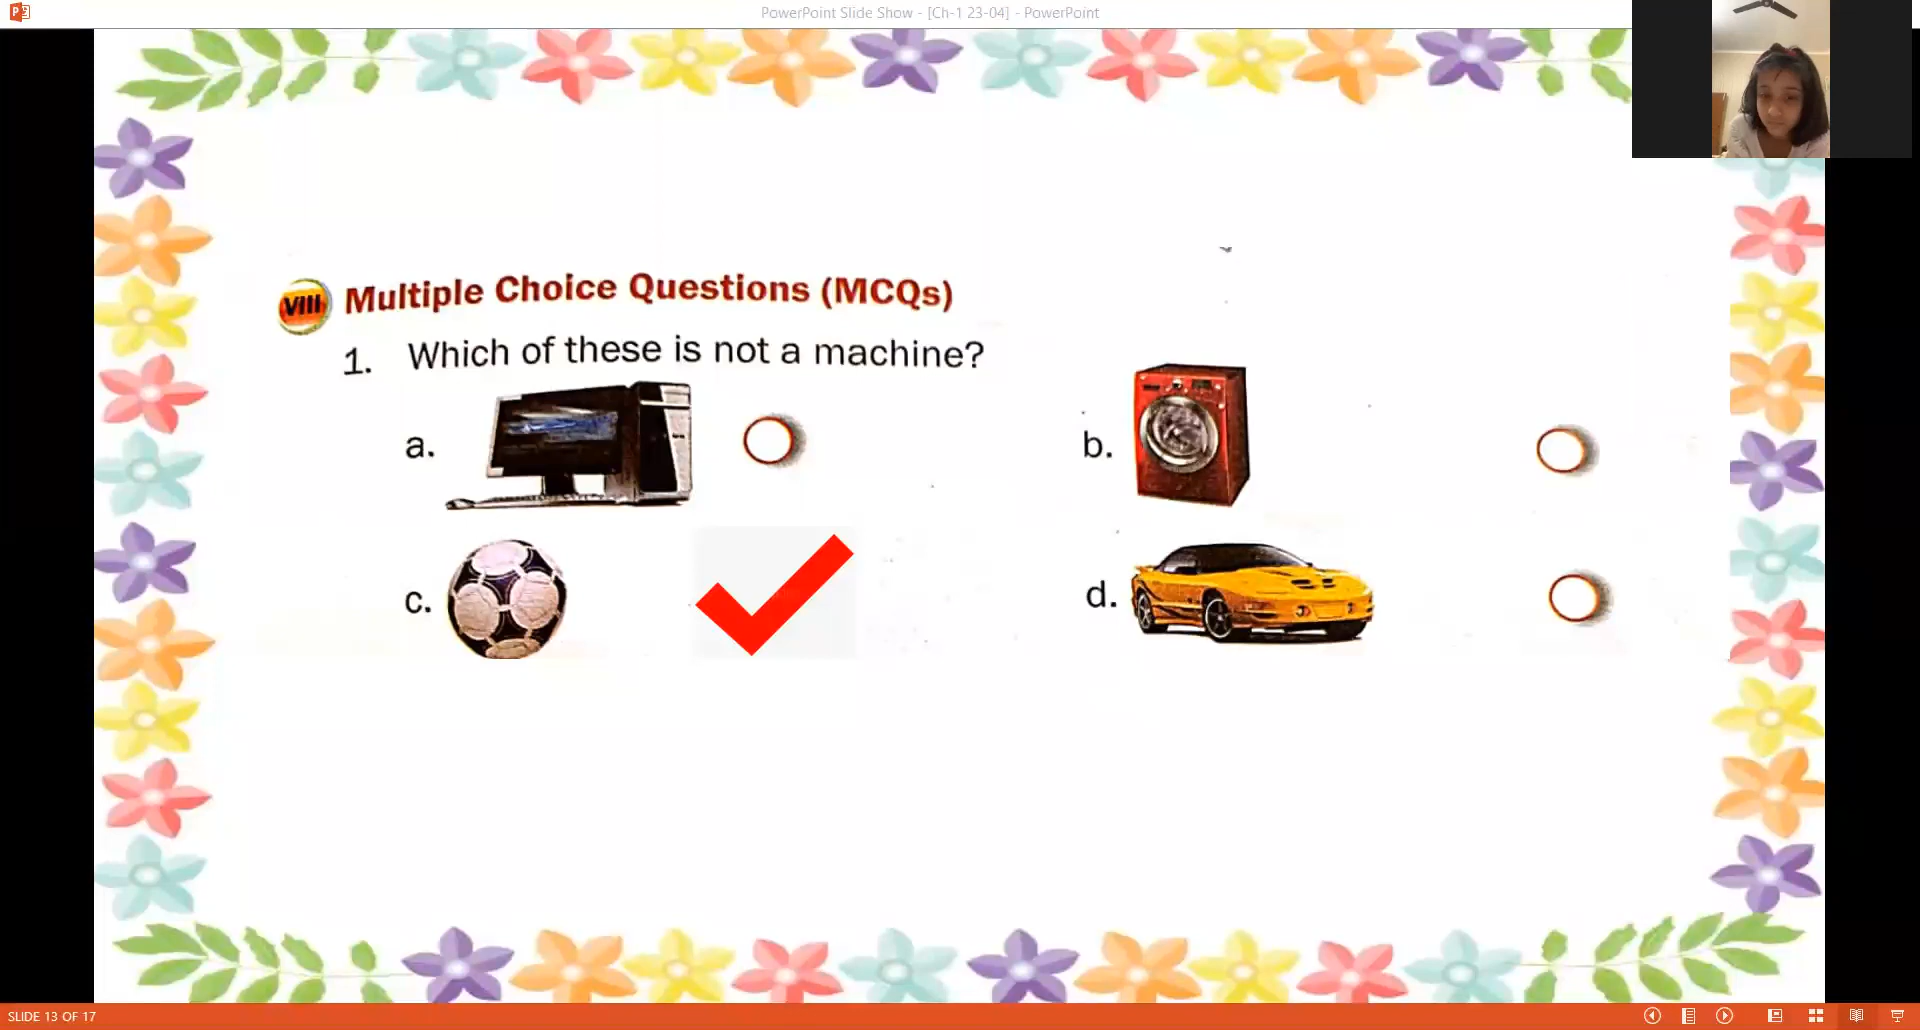 PowerPoint Slide Show - [Ch-1 23-04] - PowerPoint
VIII Multiple Choice Questions (MCQs)
1. Which of these is not a machine?
a.
b.
c.
d.
SLIDE 13 OF 17